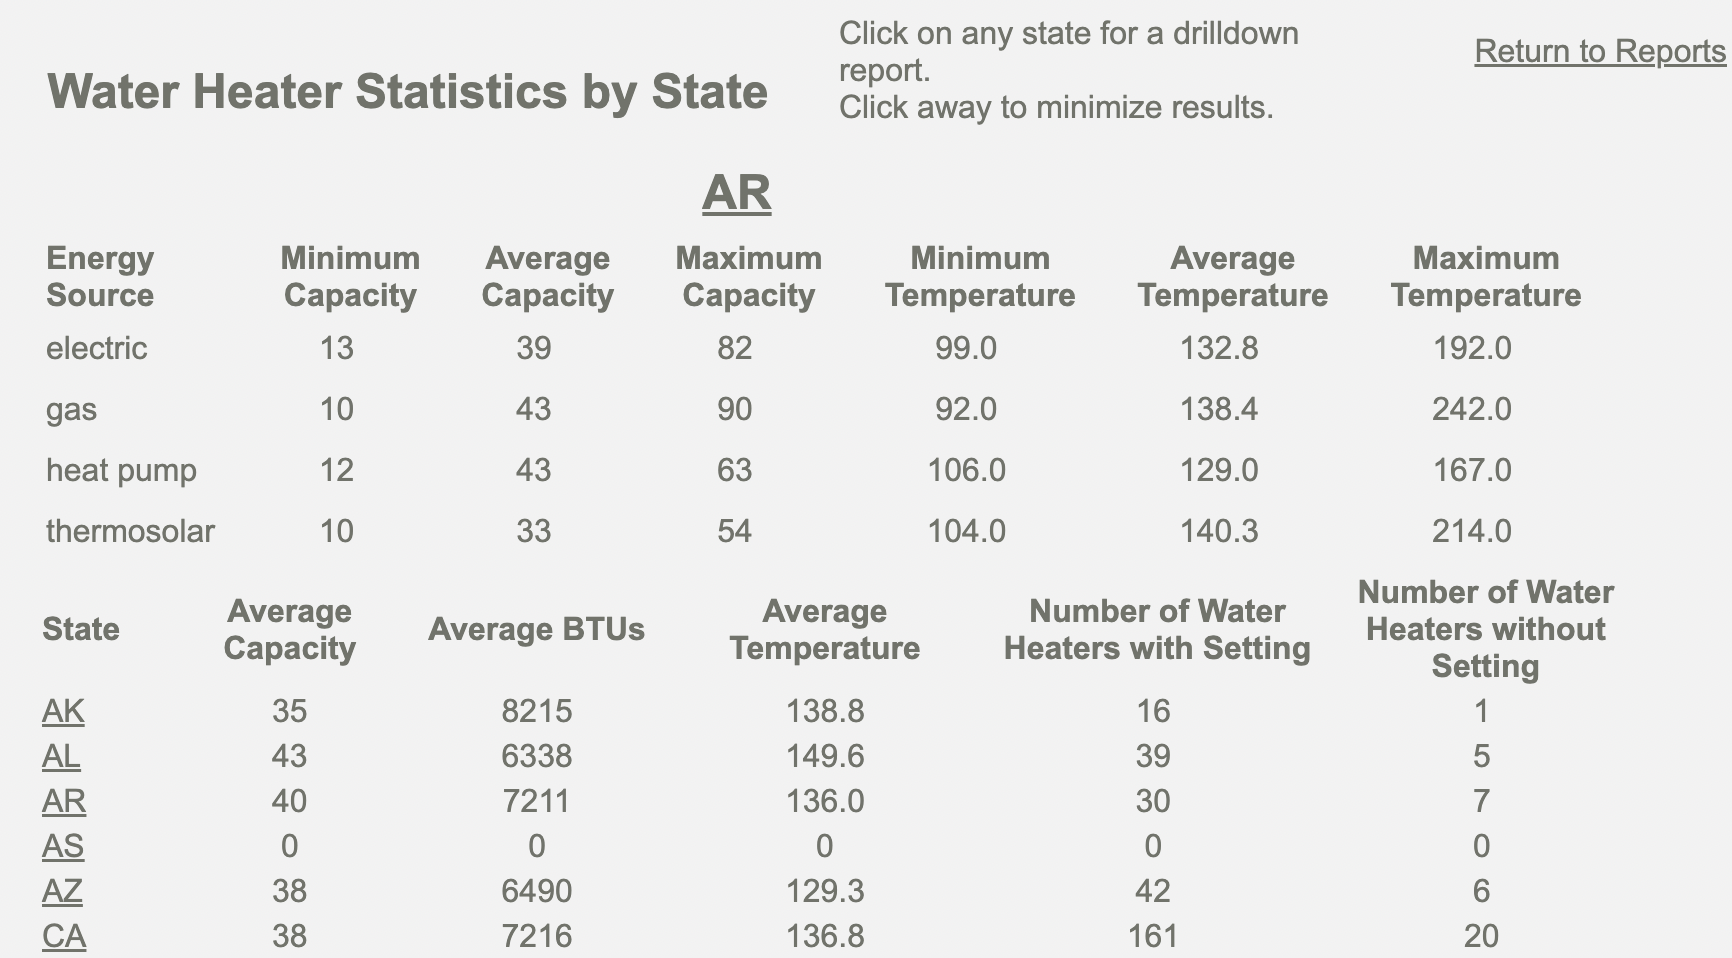 Water Heater Statistics by State
Click on any state for a drilldown
report.
Click away to minimize results.
Return to Reports
AR
Energy Source Minimum Capacity Average Capacity Maximum Capacity Minimum Temperature Average Temperature Maximum Temperature
electric 13 39 82 99.0 132.8 192.0
gas 10 43 90 92.0 138.4 242.0
heat pump 12 43 63 106.0 129.0 167.0
thermosolar 10 33 54 104.0 140.3 214.0
State Average Capacity Average BTUs Average Temperature Number of Water Heaters with Setting Number of Water Heaters without Setting
AK 35 8215 138.8 16 1
AL 43 6338 149.6 39 5
AR 40 7211 136.0 30 7
AS 0 0 0 0 0
AZ 38 6490 129.3 42 6
CA 38 7216 136.8 161 20